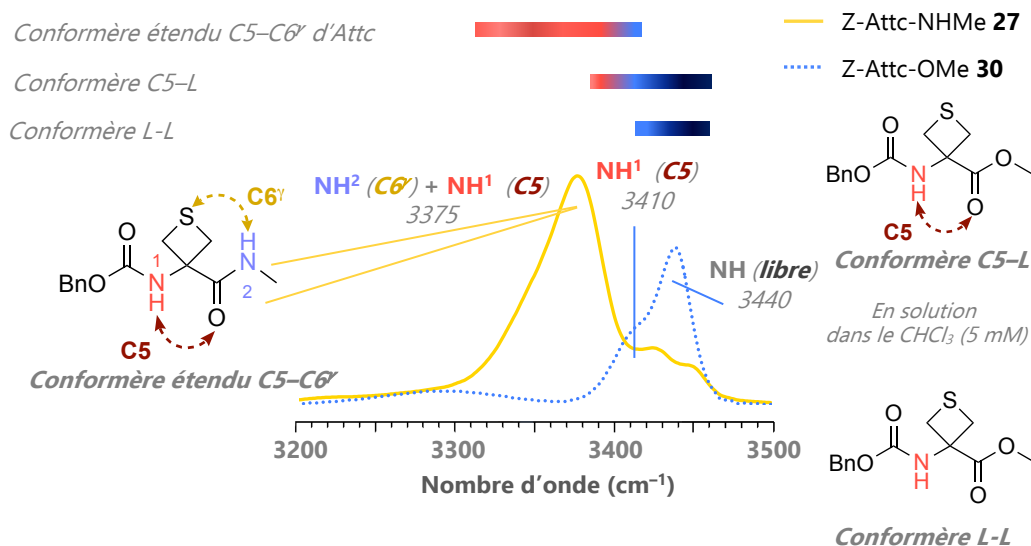 Conformère étendu C5–C6ᵞ d'Attc
Conformère C5–L
Conformère L-L
Z-Attc-NHMe 27
Z-Attc-OMe 30
NH² (C6ᵞ) + NH¹ (C5)
3375
NH¹ (C5)
3410
NH (libre)
3440
S
C6ᵞ
H
O
1
N
N
BnO
H
2
O
C5
Conformère étendu C5–C6ᵞ
S
O
O
BnO
N
H
O
C5
Conformère C5–L
En solution
dans le CHCl₃ (5 mM)
S
O
O
BnO
N
H
O
Conformère L-L
3200
3300
3400
3500
Nombre d'onde (cm⁻¹)